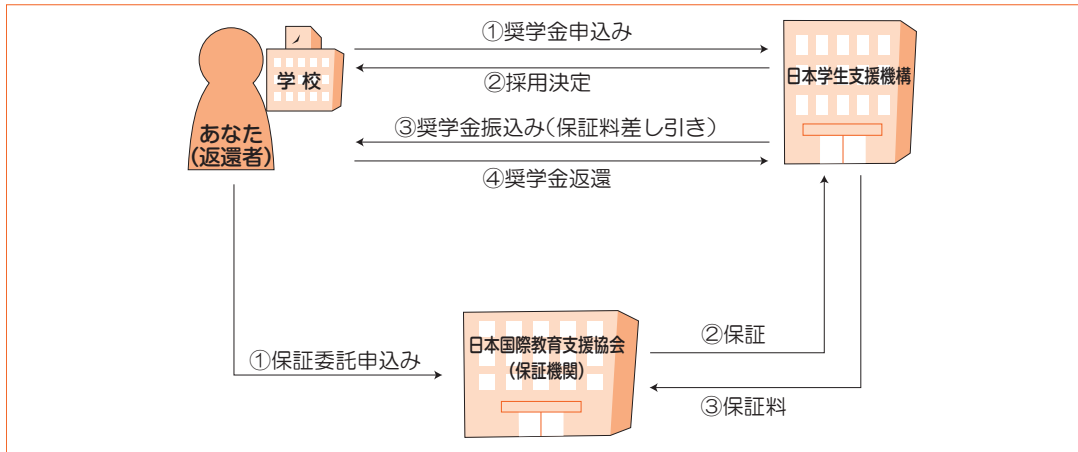 ①奨学金申込み
学校
日本学生支援機構
②採用決定
③奨学金振込み(保証料差し引き)
あなた
(返還者)
④奨学金返還
日本国際教育支援協会
(保証機関)
②保証
①保証委託申込み
③保証料